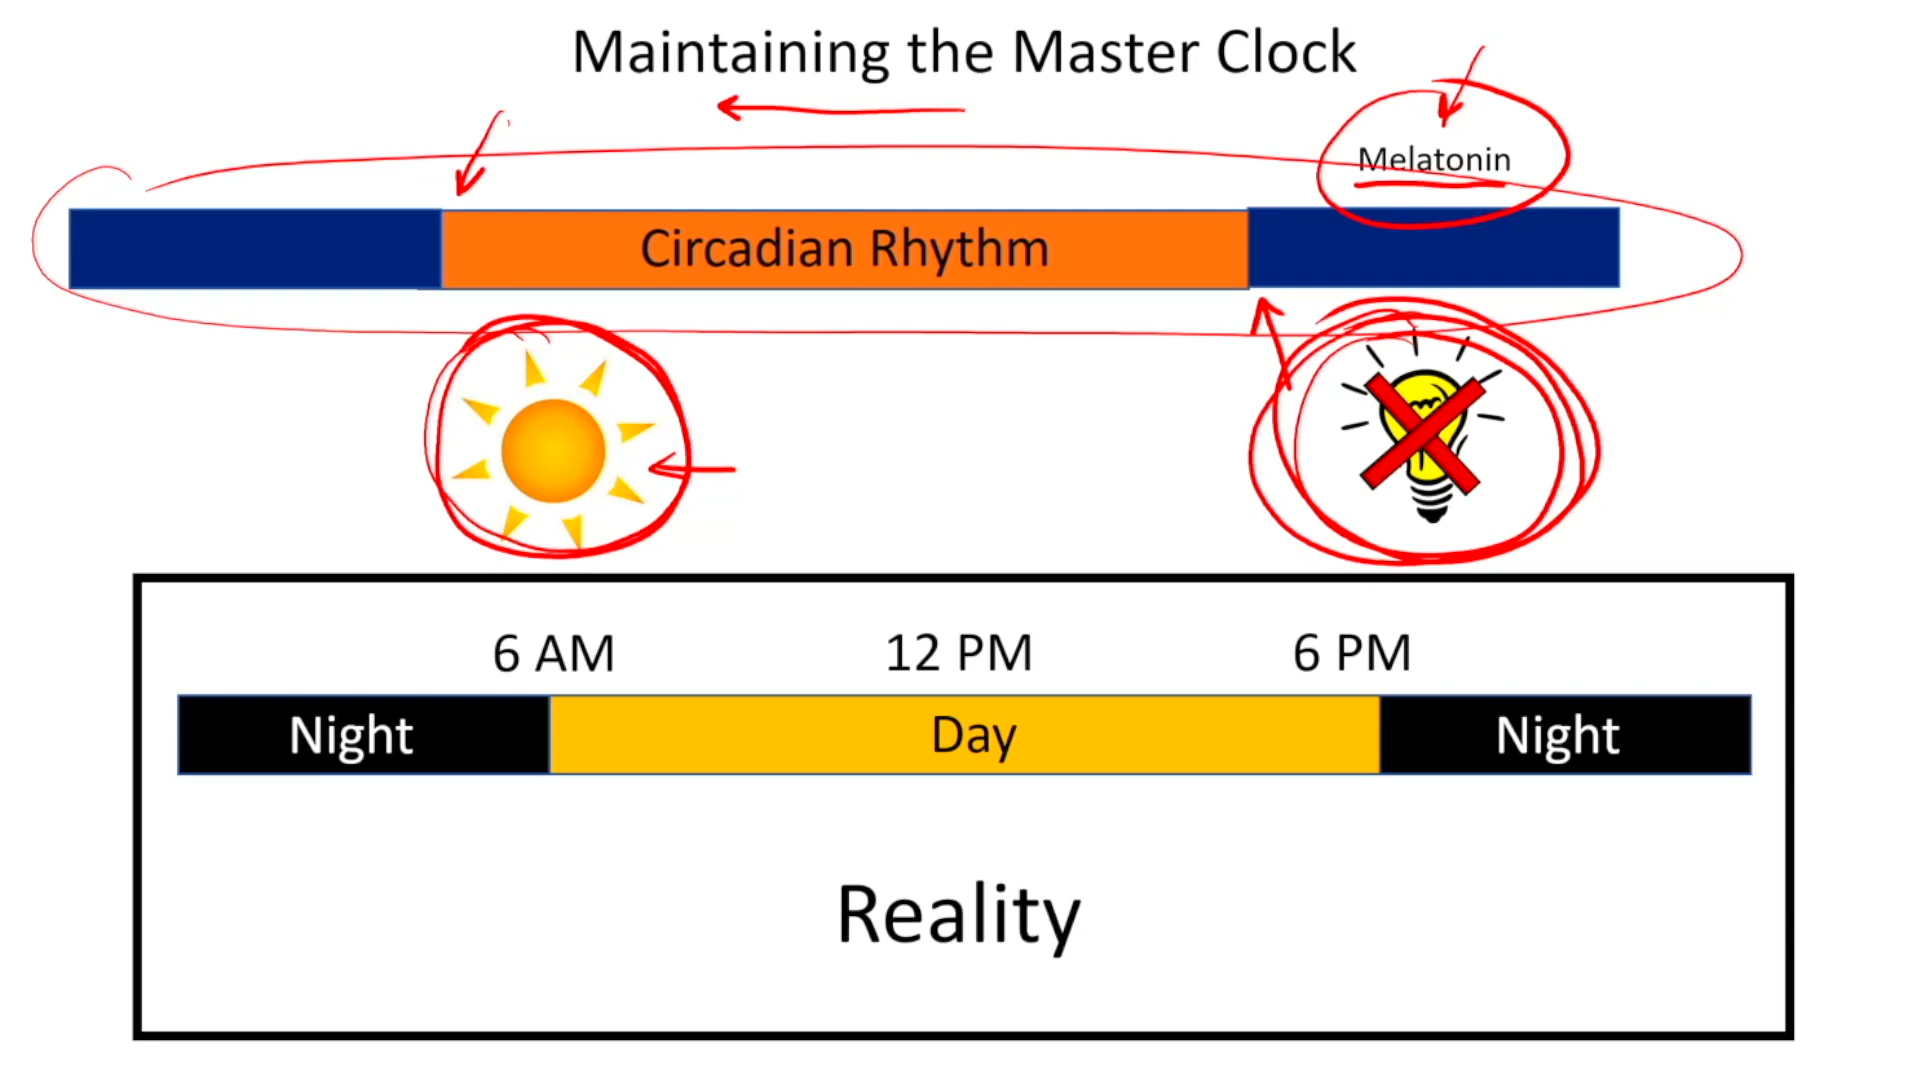 Maintaining the Master Clock
Melatonin
Circadian Rhythm
6 AM 12 PM 6 PM
Night Day Night
Reality